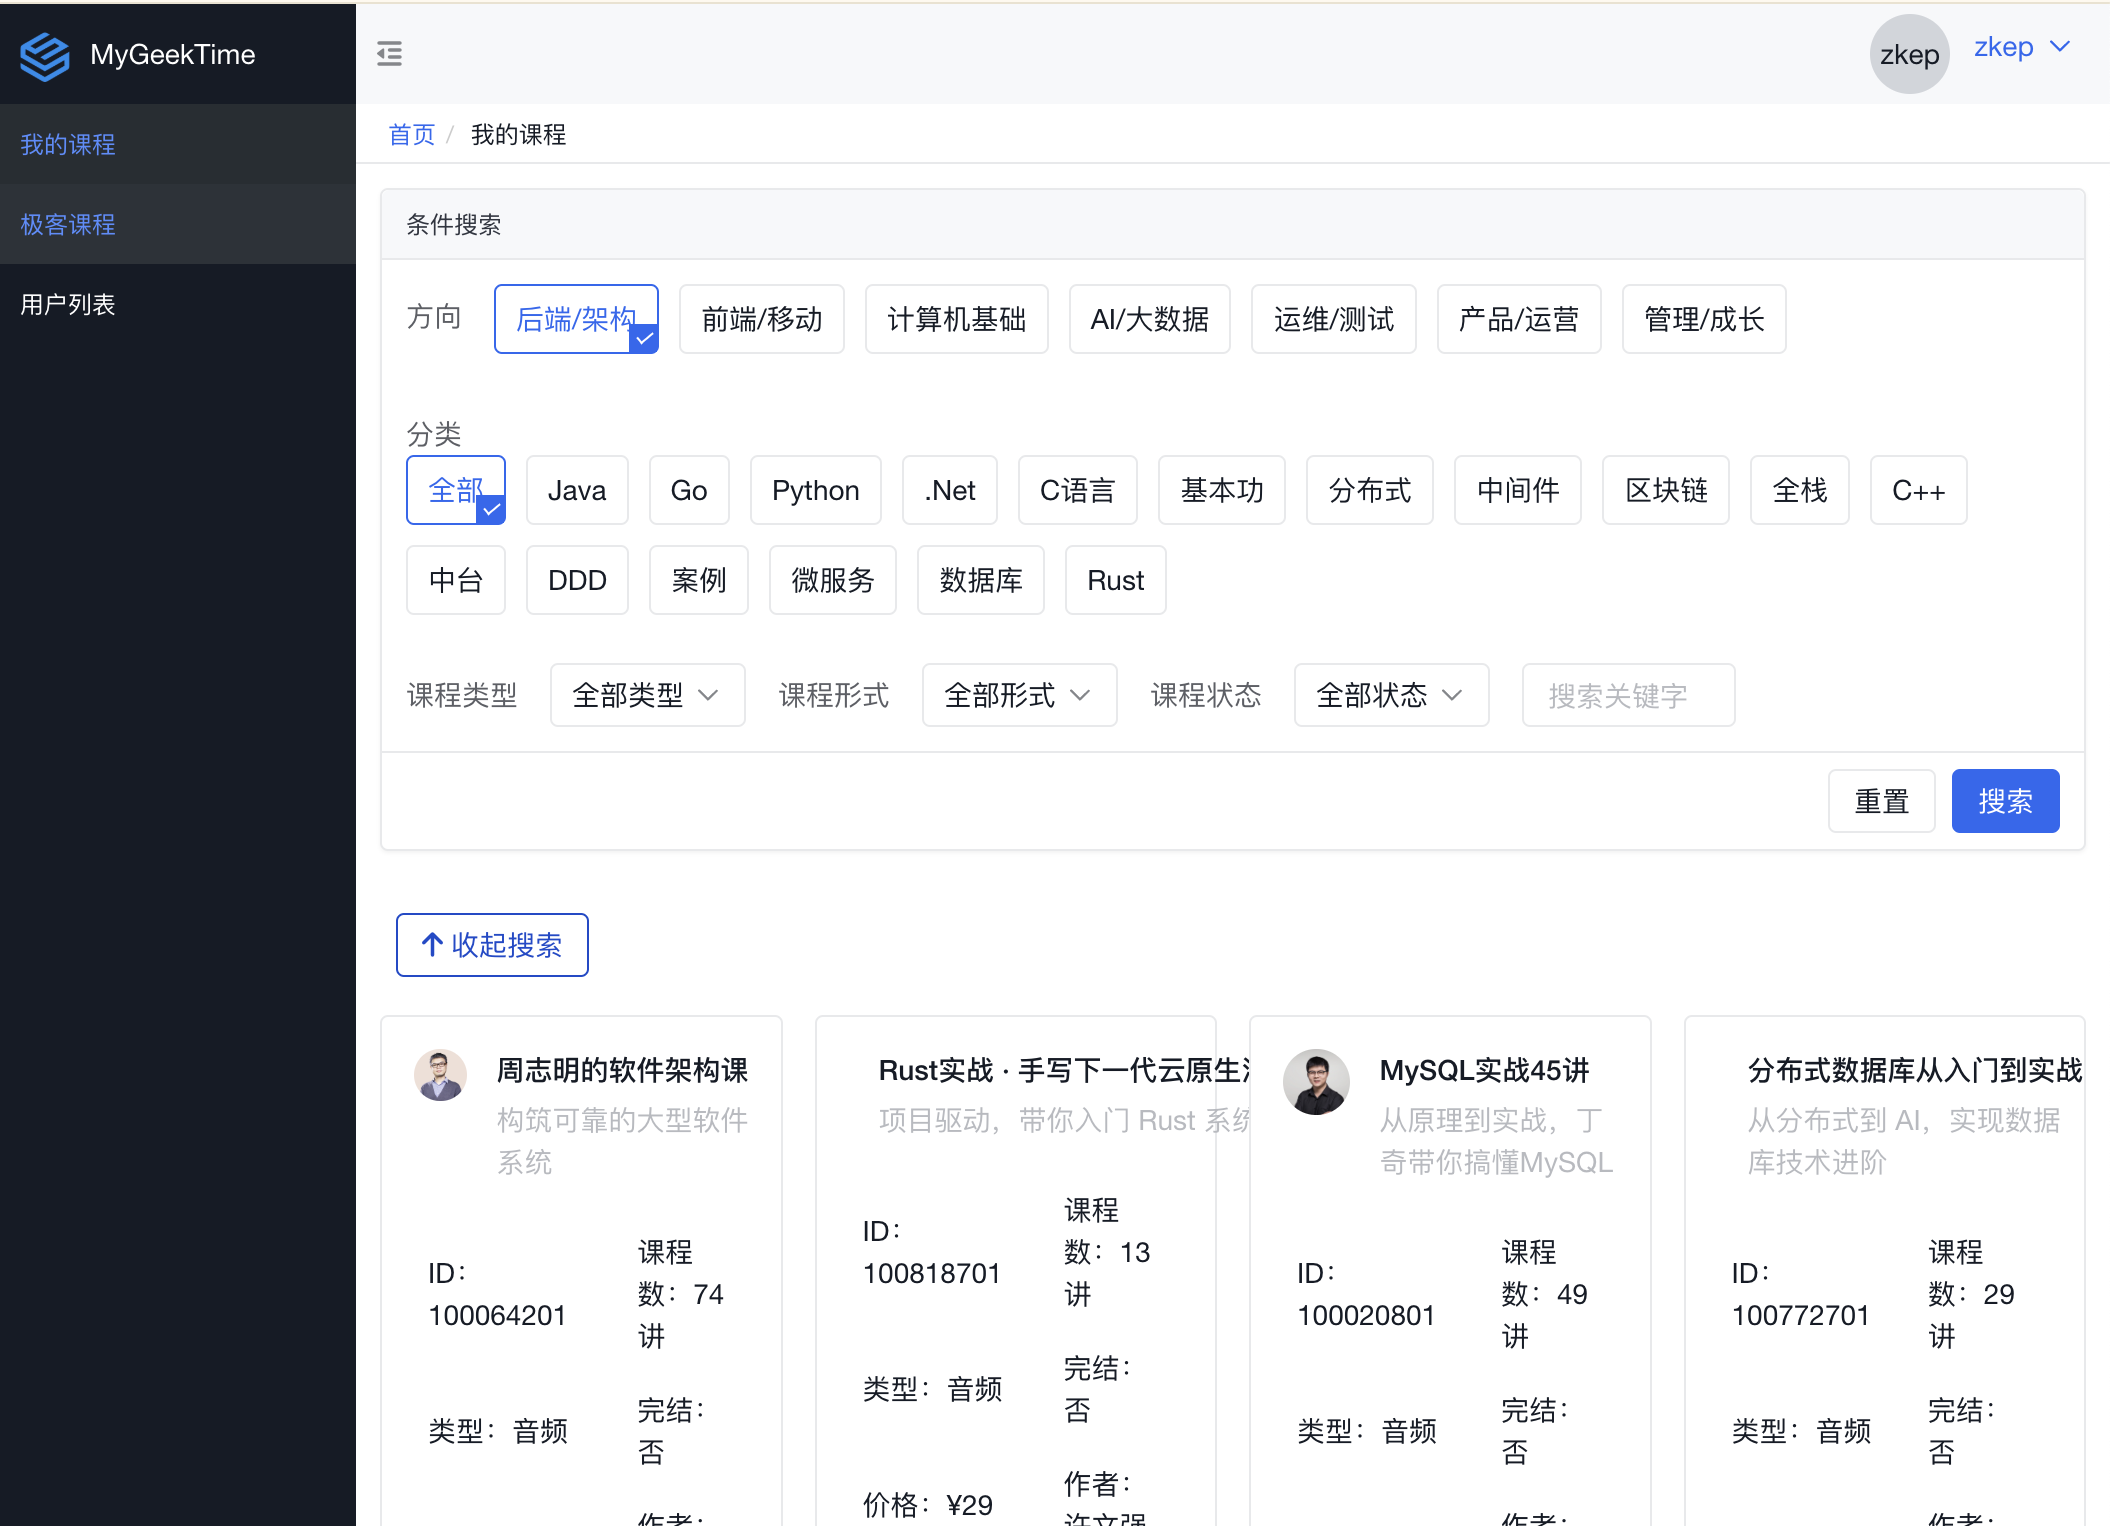 MyGeekTime
zkep
zkep
我的课程
极客课程
用户列表
首页 / 我的课程
条件搜索
方向 后端/架构 前端/移动 计算机基础 AI/大数据 运维/测试 产品/运营 管理/成长
分类
全部 Java Go Python .Net C语言 基本功 分布式 中间件 区块链 全栈 C++
中台 DDD 案例 微服务 数据库 Rust
课程类型 全部类型 课程形式 全部形式 课程状态 全部状态 搜索关键字
重置 搜索
收起搜索
周志明的软件架构课
构筑可靠的大型软件
系统
ID：
100064201
课程
数：74
讲
类型：音频
完结：
否
作者：
Rust实战 · 手写下一代云原生
项目驱动，带你入门 Rust 系统
ID：
100818701
课程
数：13
讲
类型：音频
完结：
否
价格：¥29
作者：
许文强
MySQL实战45讲
从原理到实战，丁
奇带你搞懂MySQL
ID：
100020801
课程
数：49
讲
类型：音频
完结：
否
作者：
分布式数据库从入门到实战
从分布式到 AI，实现数据
库技术进阶
ID：
100772701
课程
数：29
讲
类型：音频
完结：
否
作者：